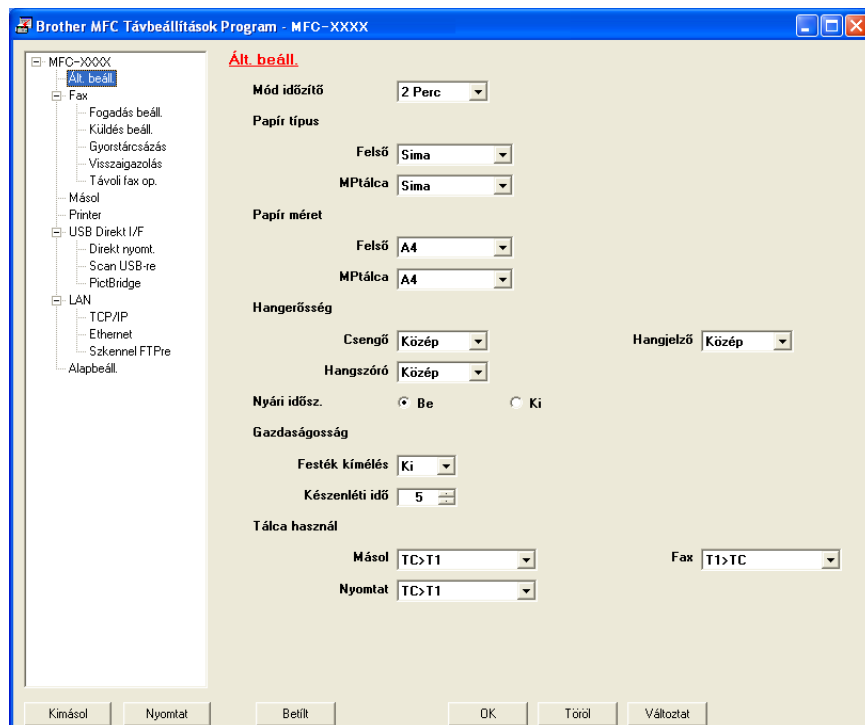 Brother MFC Távbeállítások Program - MFC-XXXX
MFC-XXXX
Ált. beáll.
Fax
Fogadás beáll.
Küldés beáll.
Gyorstárcsázás
Visszaigazolás
Távoli fax op.
Másol
Printer
USB Direkt I/F
Direkt nyomt.
Scan USB-re
PictBridge
LAN
TCP/IP
Ethernet
Szkennel FTPre
Alapbeáll.
Ált. beáll.
Mód időzítő 2 Perc
Papír típus
Felső Sima
MPtálca Sima
Papír méret
Felső A4
MPtálca A4
Hangerősség
Csengő Közép Hangjelző Közép
Hangszóró Közép
Nyári idősz. Be Ki
Gazdaságosság
Festék kímélés Ki
Készenléti idő 5
Tálca használ
Másol TC>T1 Fax T1>TC
Nyomtat TC>T1
Kimásol Nyomtat Betílt OK Töröl Változtat